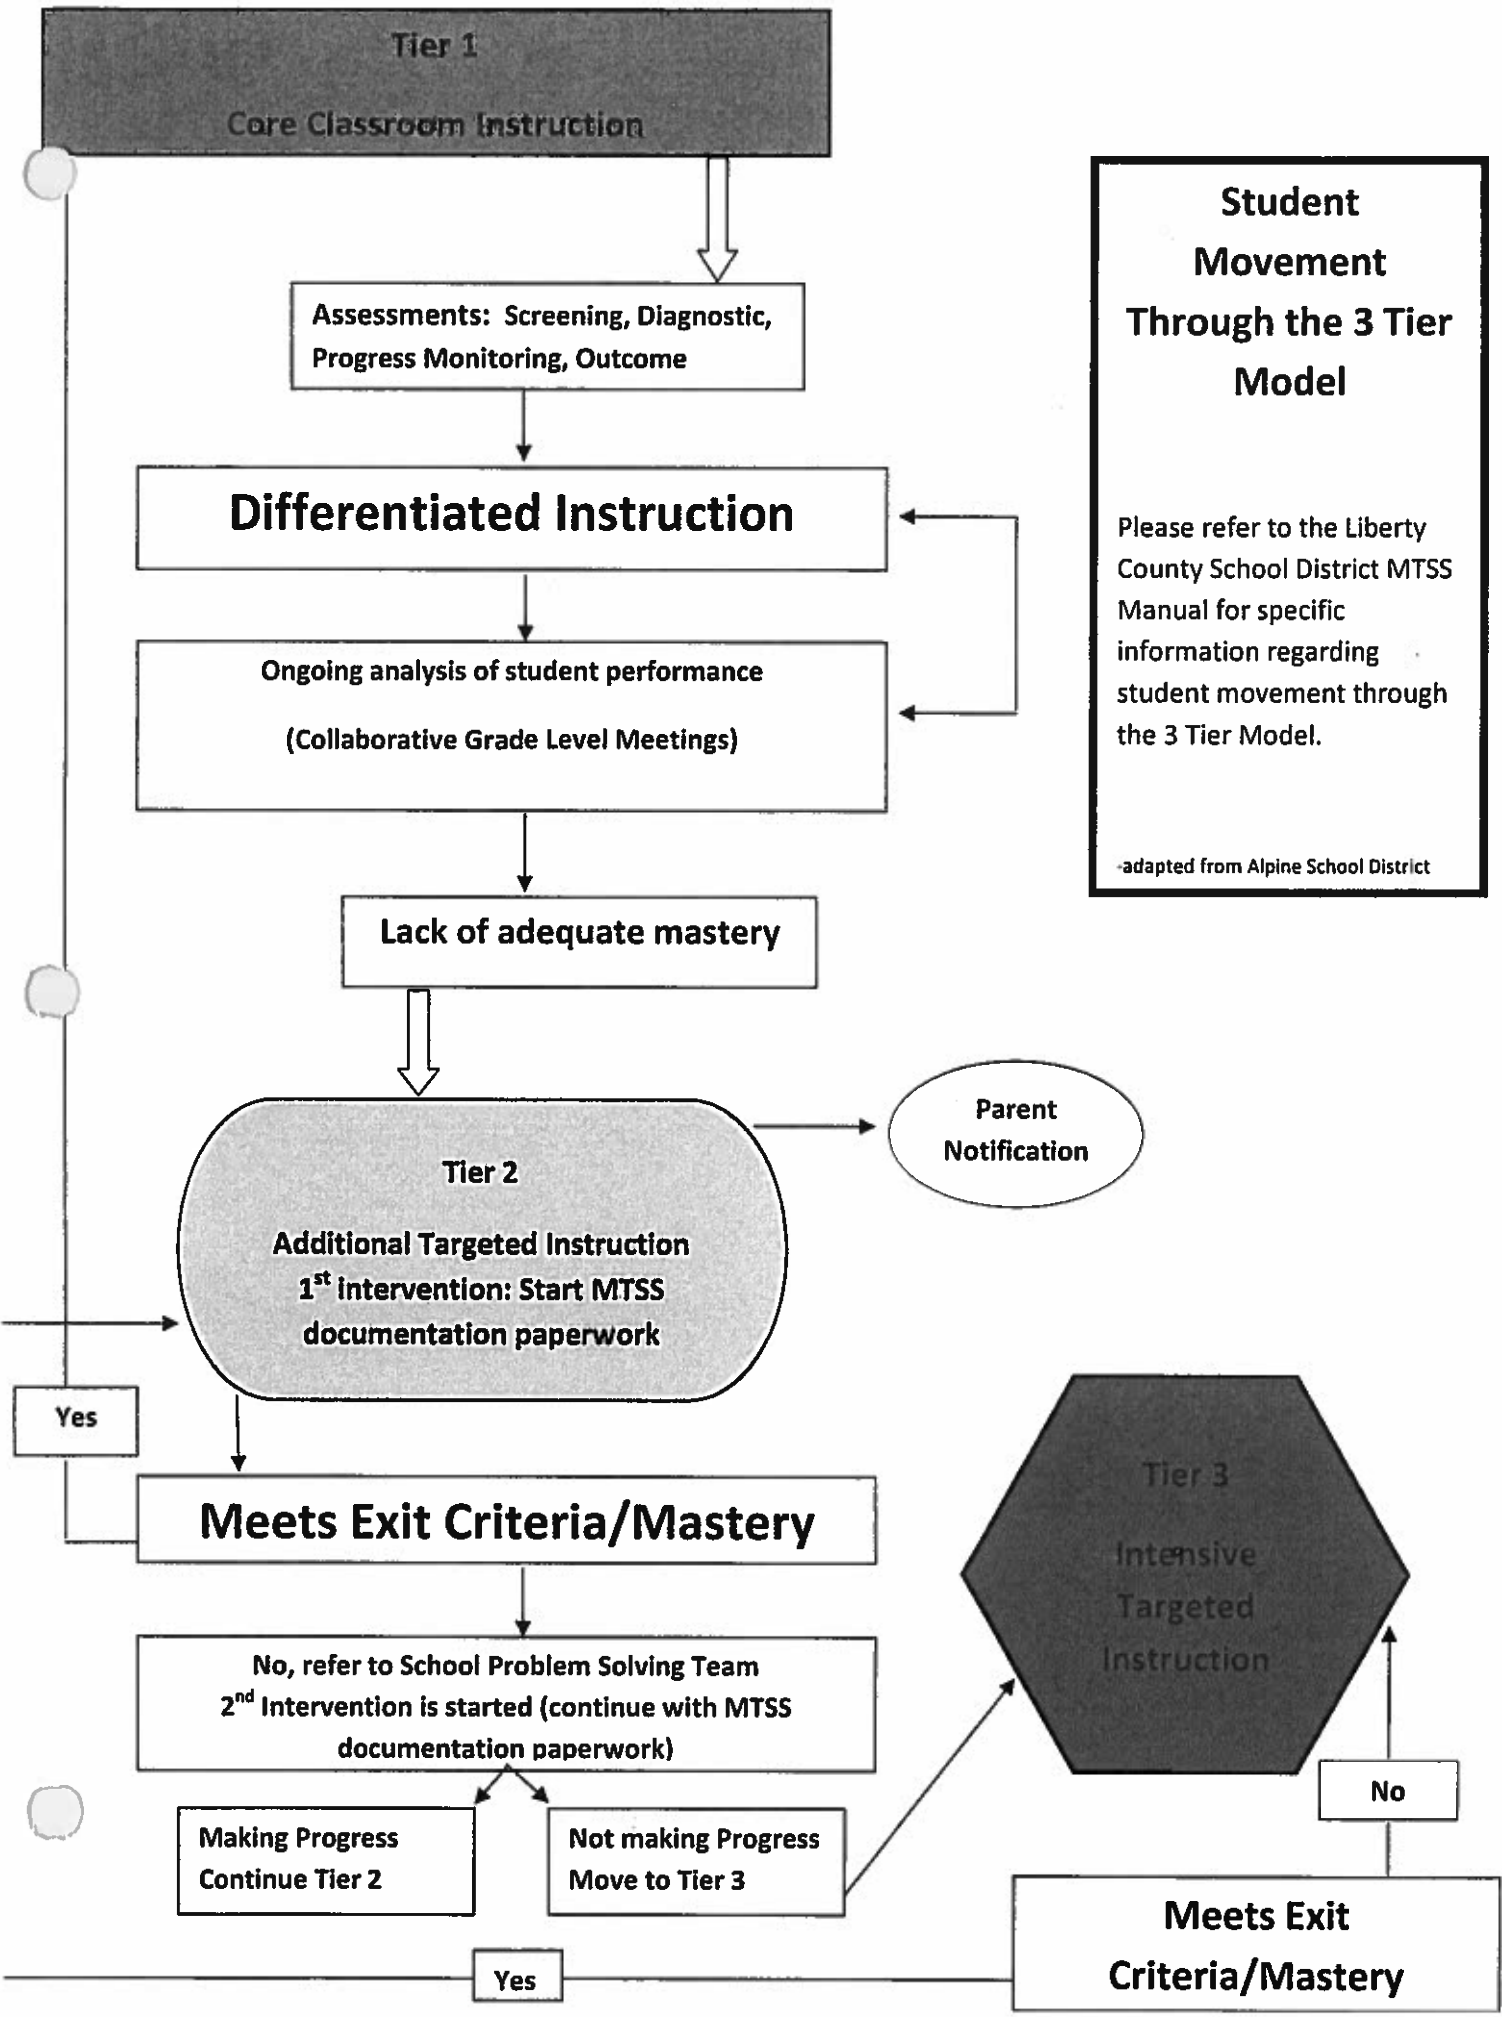 Tier 1
Core Classroom Instruction
Assessments: Screening, Diagnostic,
Progress Monitoring, Outcome
Differentiated Instruction
Ongoing analysis of student performance
(Collaborative Grade Level Meetings)
Lack of adequate mastery
Student
Movement
Through the 3 Tier
Model
Please refer to the Liberty
County School District MTSS
Manual for specific
information regarding
student movement through
the 3 Tier Model.
-adapted from Alpine School District
Parent
Notification
Tier 2
Additional Targeted Instruction
1st intervention: Start MTSS
documentation paperwork
Yes
Meets Exit Criteria/Mastery
No, refer to School Problem Solving Team
2nd Intervention is started (continue with MTSS
documentation paperwork)
Making Progress
Continue Tier 2
Not making Progress
Move to Tier 3
Tier 3
Intensive
Targeted
Instruction
No
Meets Exit
Criteria/Mastery
Yes